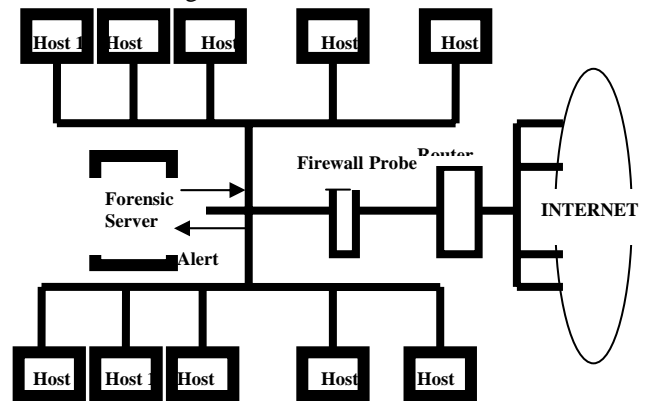 Host 1 Host Host Host Host
Firewall Probe Router
Forensic
Server
INTERNET
Alert
Host Host 1 Host Host Host